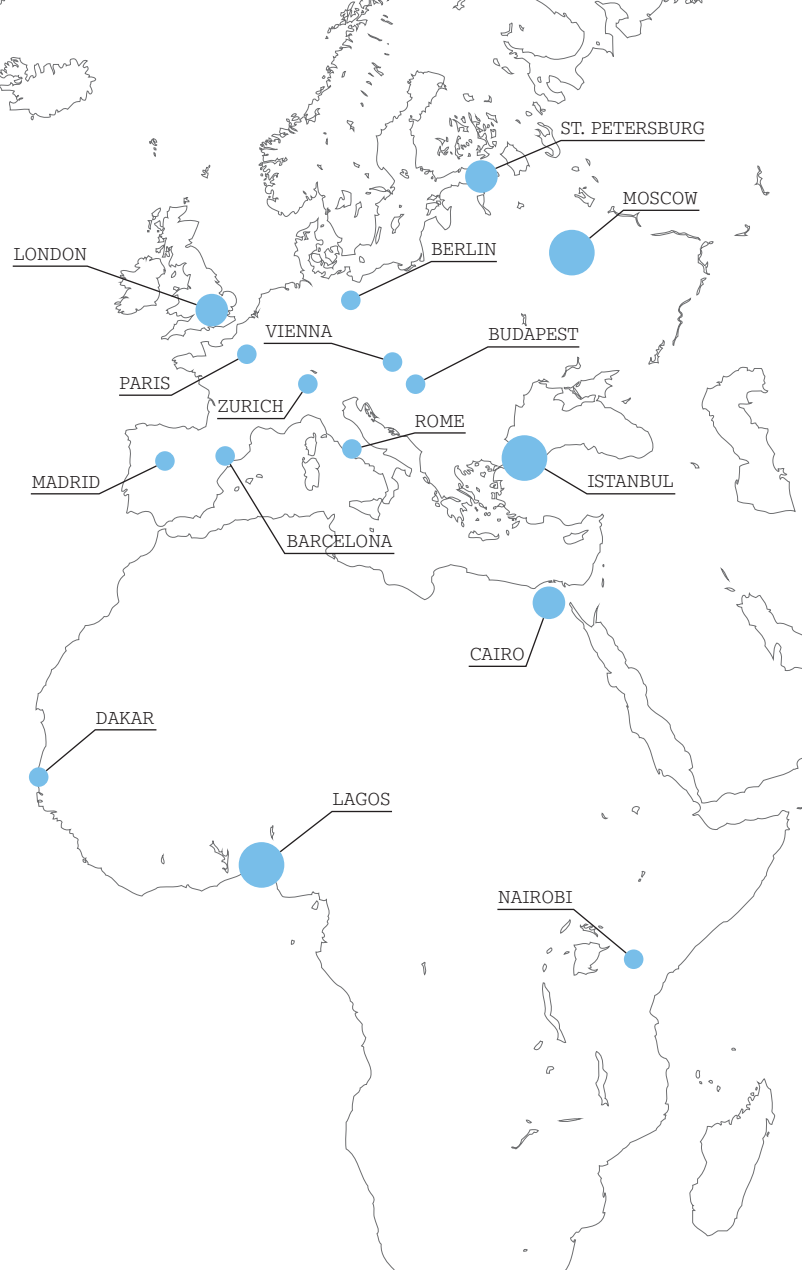 ST. PETERSBURG
MOSCOW
LONDON
BERLIN
VIENNA
BUDAPEST
PARIS
ZURICH
ROME
MADRID
ISTANBUL
BARCELONA
CAIRO
DAKAR
LAGOS
NAIROBI